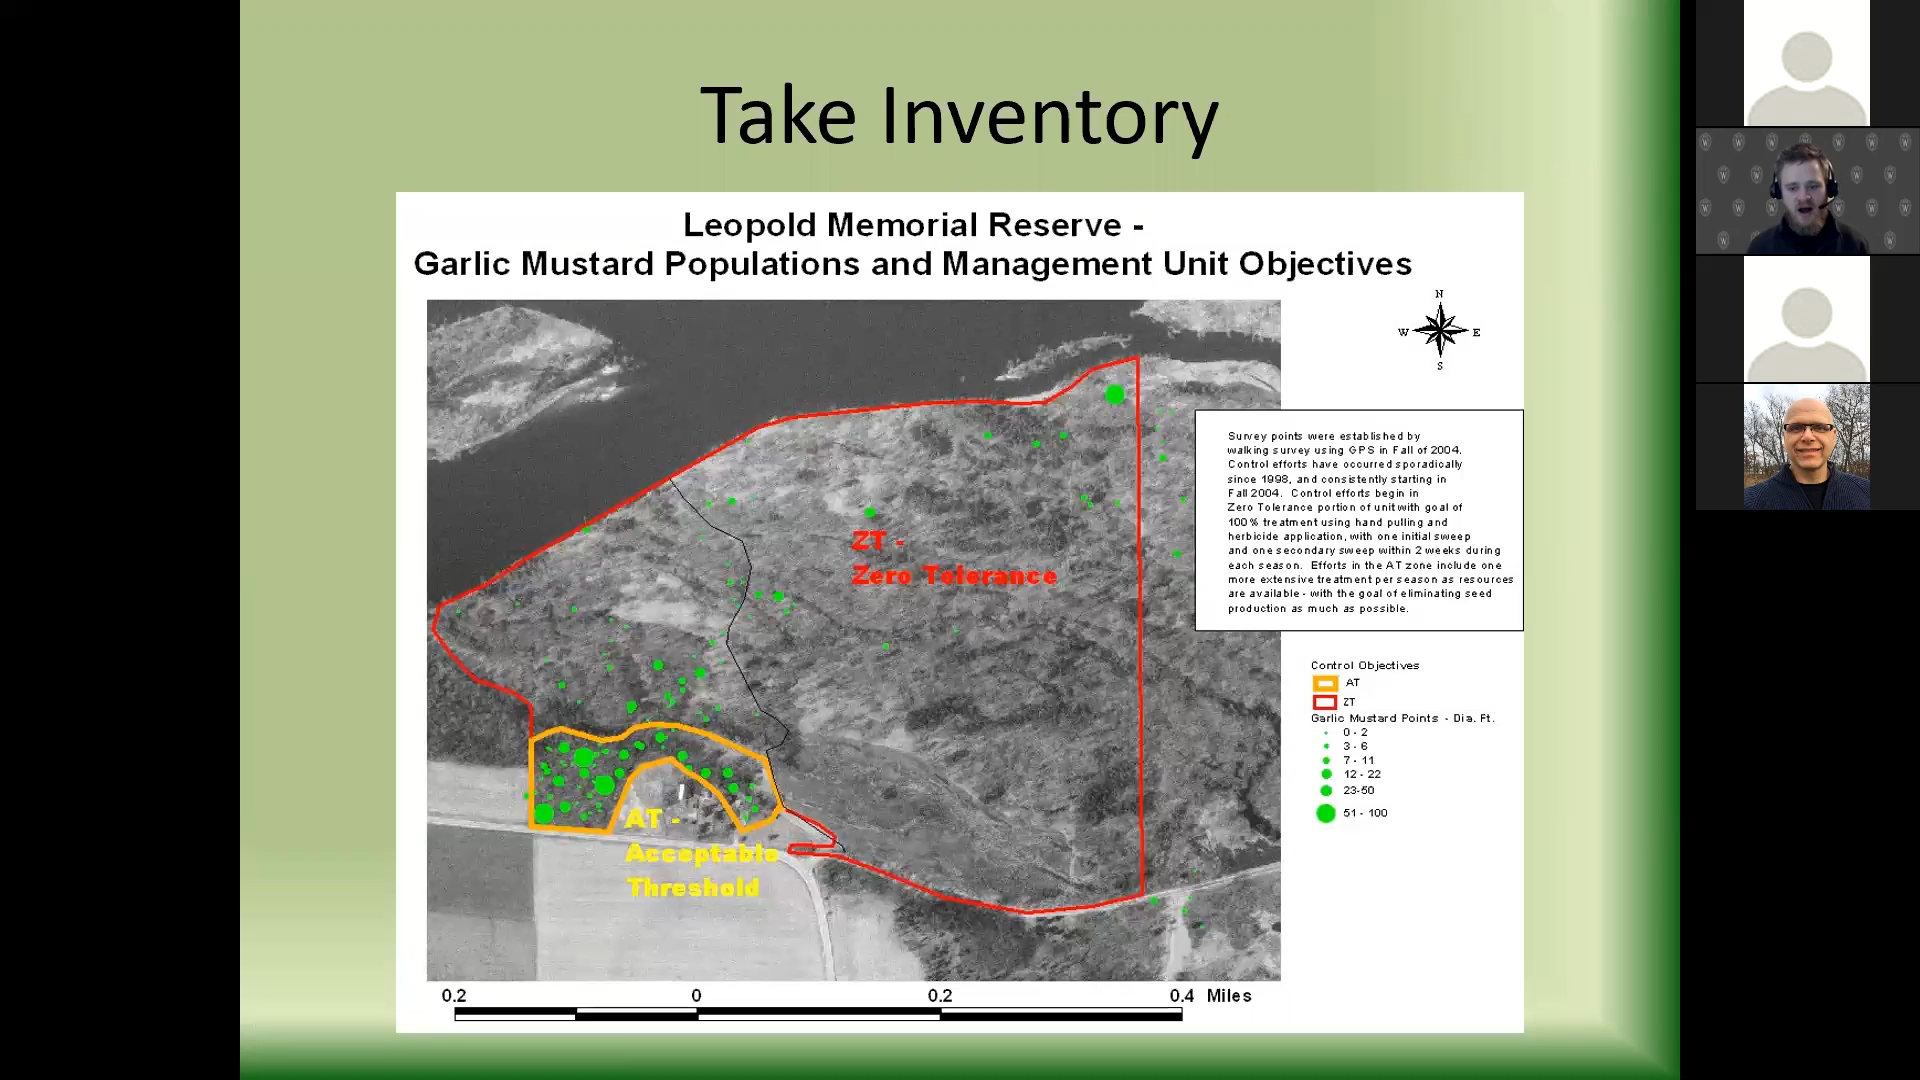 Take Inventory
Leopold Memorial Reserve -
Garlic Mustard Populations and Management Unit Objectives
N
W E
S
Survey points were established by
walking survey using GPS in Fall of 2004.
Control efforts have occurred sporadically
since 1998, and consistently starting in
Fall 2004. Control efforts begin in
Zero Tolerance portion of unit with goal of
100% treatment using hand pulling and
herbicide application, with one initial sweep
and one secondary sweep within 2 weeks during
each season. Efforts in the AT zone include one
more extensive treatment per season as resources
are available - with the goal of eliminating seed
production as much as possible.
ZT -
Zero Tolerance
Control Objectives
AT
ZT
Garlic Mustard Points - Dia. Ft.
0 - 2
3 - 6
7 - 11
12 - 22
23-50
51 - 100
AT -
Acceptable
Threshold
0.2 0 0.2 0.4 Miles